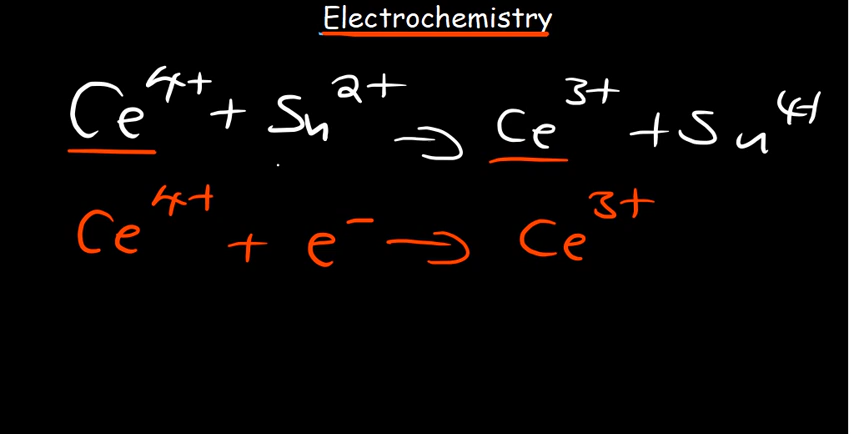 Electrochemistry
Ce⁴⁺ + Sn²⁺ → Ce³⁺ + Sn⁴⁺
Ce⁴⁺ + e⁻ → Ce³⁺